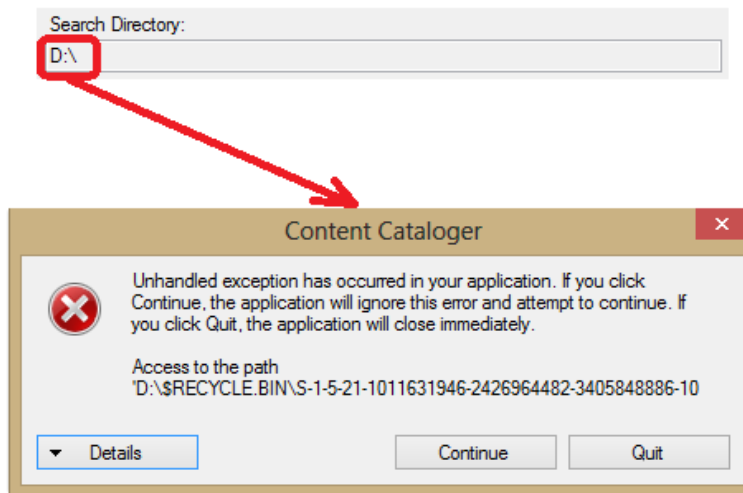 Search Directory:
D:\
Content Cataloger
Unhandled exception has occurred in your application. If you click
Continue, the application will ignore this error and attempt to continue. If
you click Quit, the application will close immediately.
Access to the path
'D:\$RECYCLE.BIN\S-1-5-21-1011631946-2426964482-3405848886-10
Details
Continue
Quit